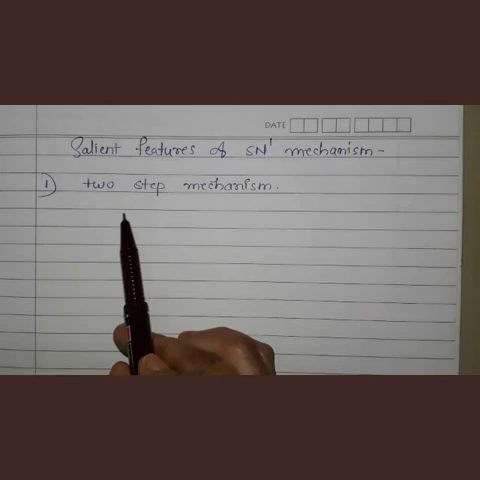 DATE
Salient features of SN¹ mechanism-
1) two step mechanism.